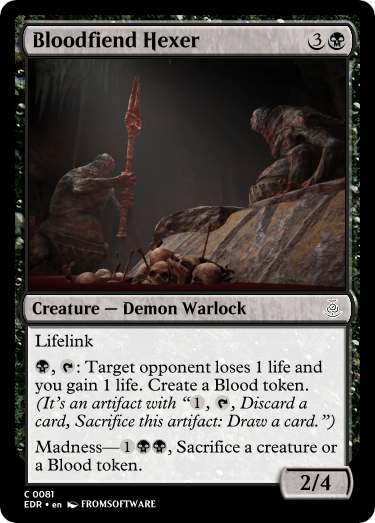 Bloodfiend Hexer 3
Creature — Demon Warlock
Lifelink
, : Target opponent loses 1 life and
you gain 1 life. Create a Blood token.
(It's an artifact with “1, , Discard a
card, Sacrifice this artifact: Draw a card.”)
Madness—1, Sacrifice a creature or
a Blood token.
2/4
C 0081
EDR • en FROMSOFTWARE